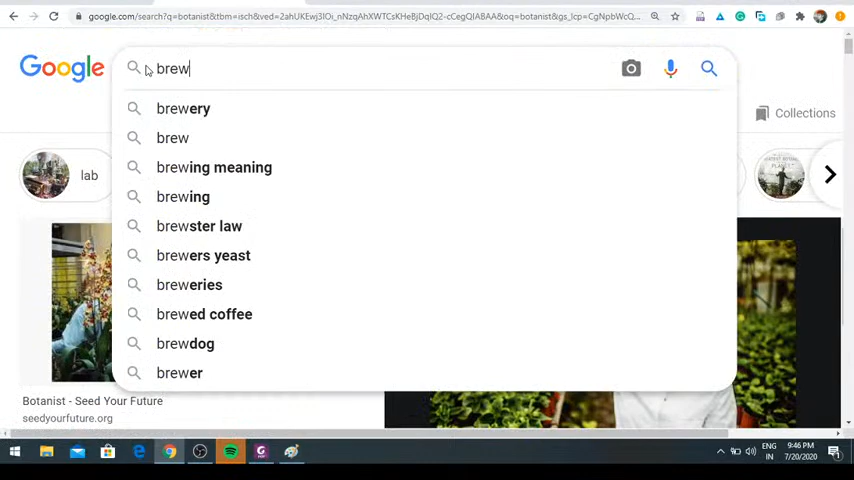 google.com/search?q=botanist&tbm=isch&ved=2ahUKEwj3lOi_nNzqAhXWTCsKHeBjDqIQ2-cCegQIABAA&oq=botanist&gs_lcp=CgNpbWcQ...
Google
brew
Collections
brewery
brew
brewing meaning
lab
brewing
brewster law
brewers yeast
breweries
brewed coffee
brewdog
brewer
Botanist - Seed Your Future
seedyourfuture.org
ENG
9:46 PM
IN
7/20/2020